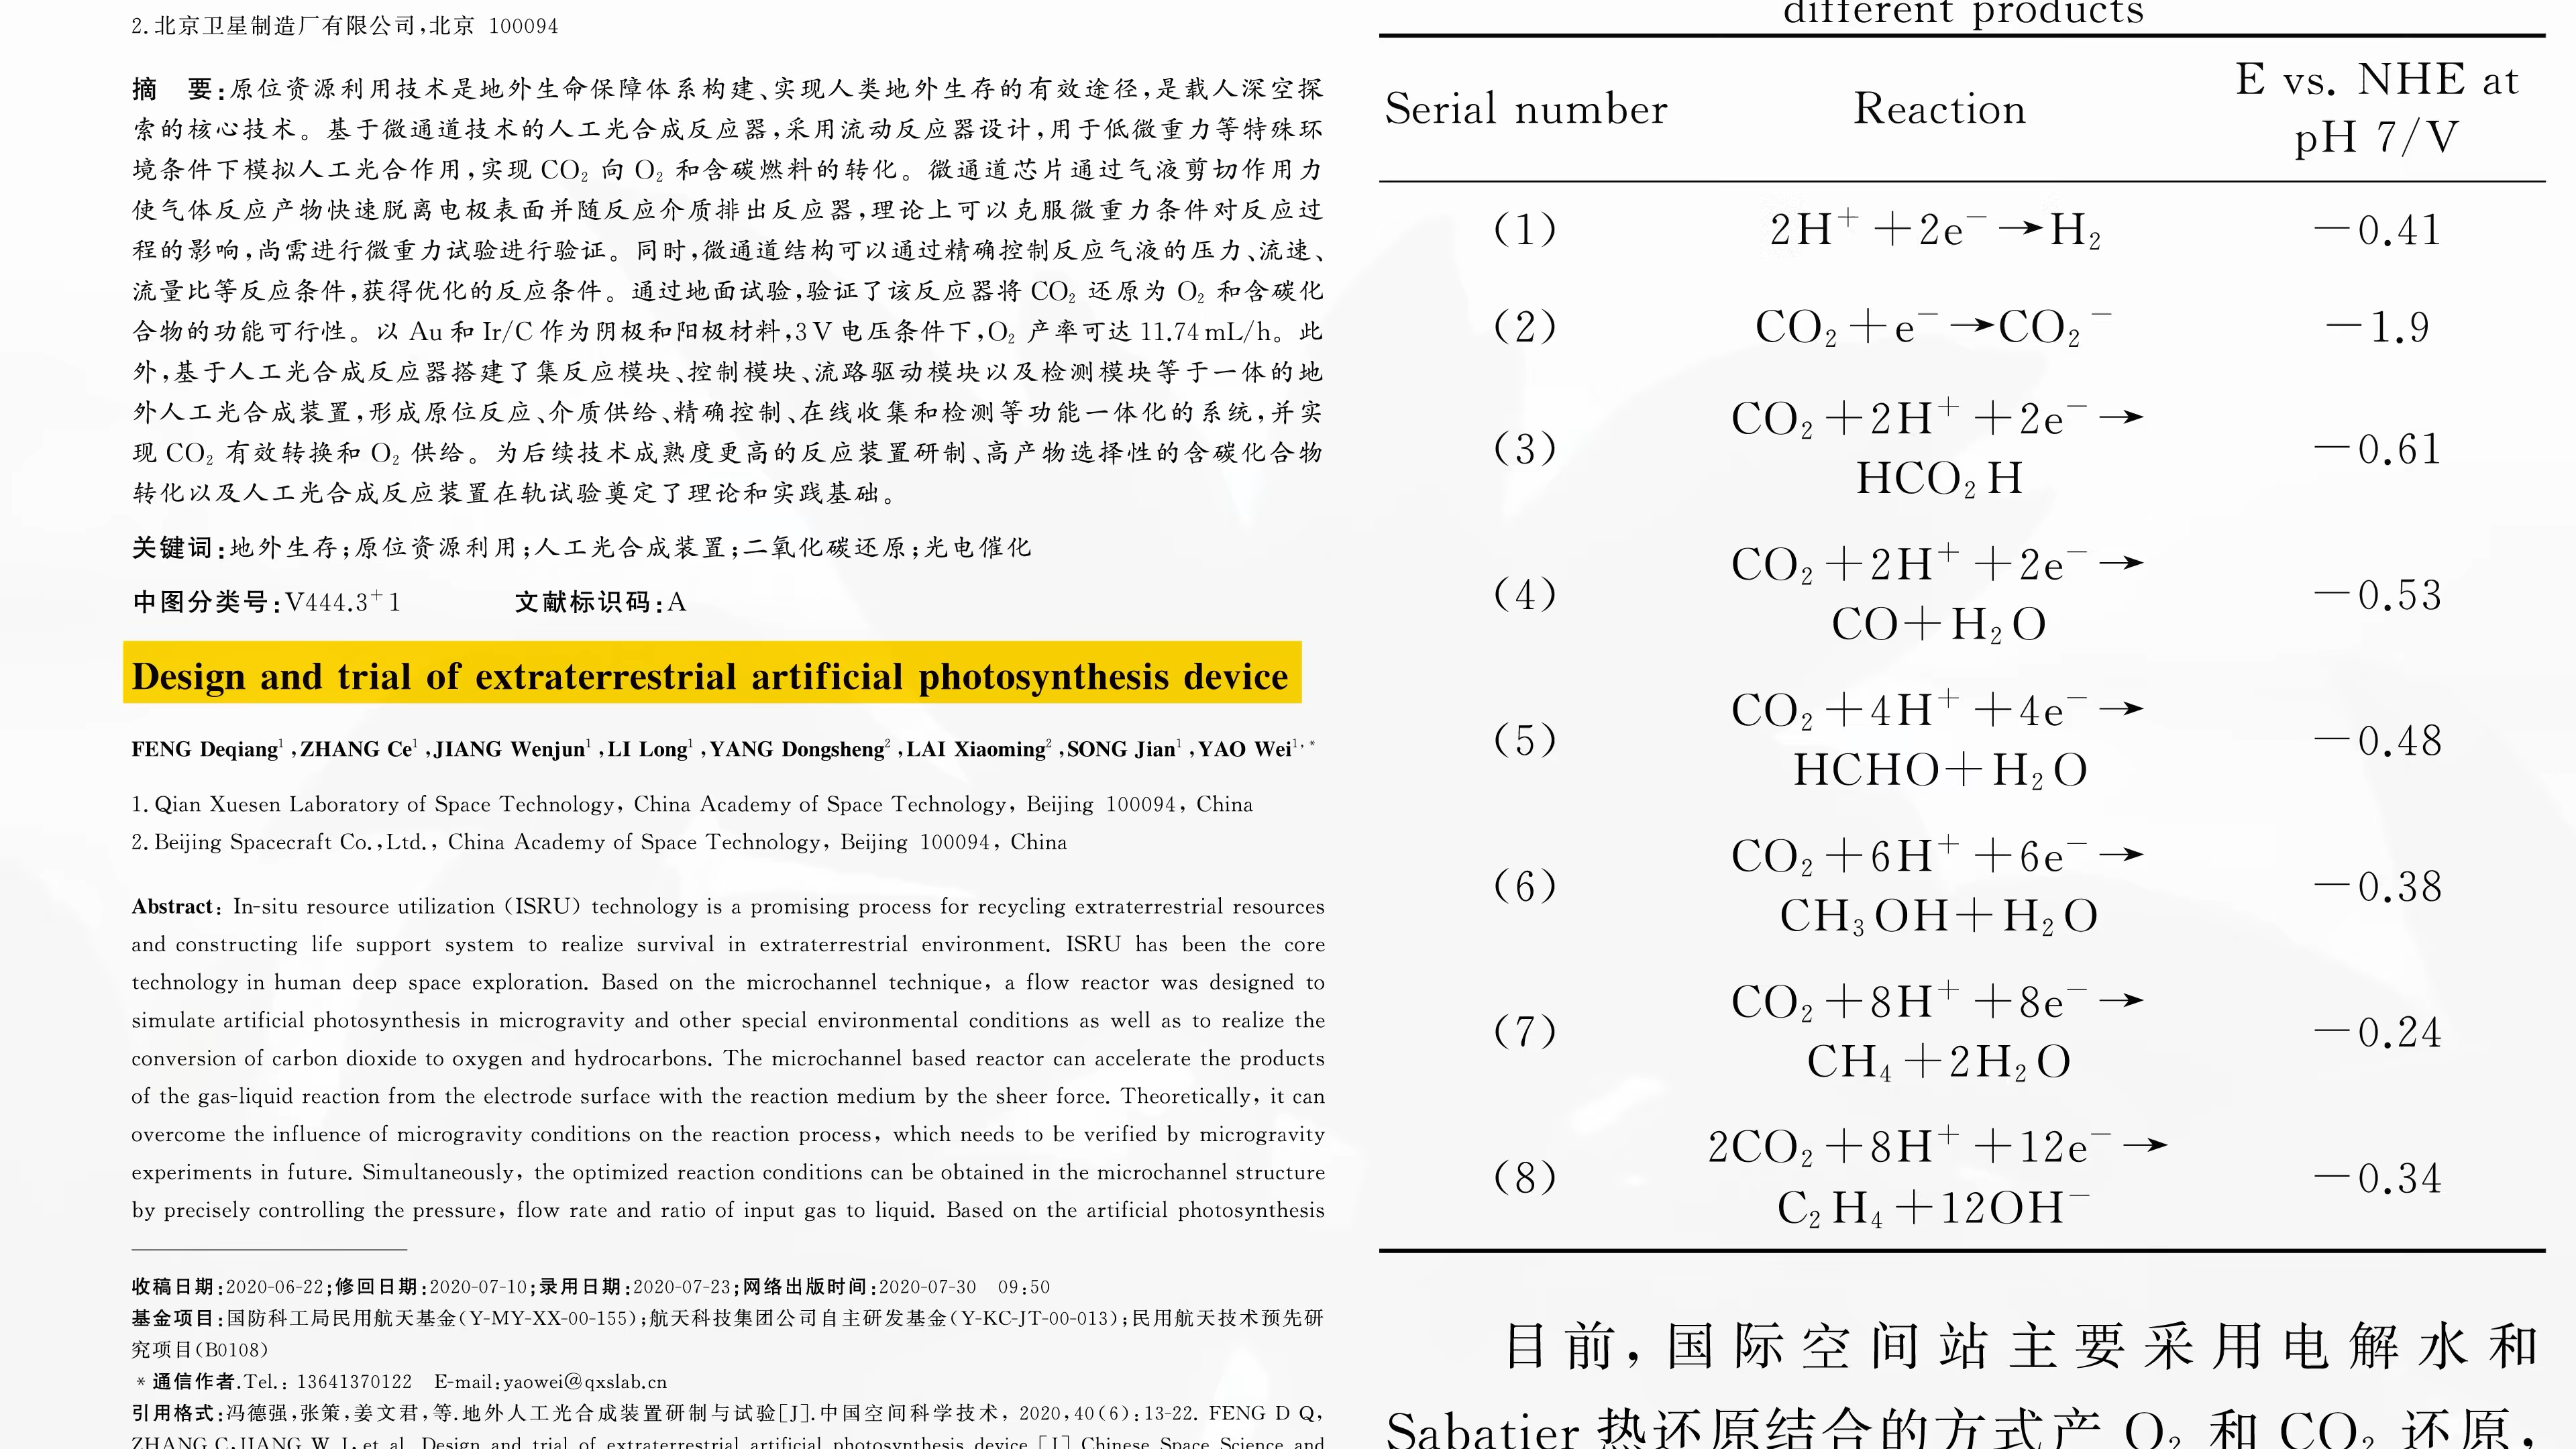 2.北京卫星制造厂有限公司,北京 100094
摘 要:原位资源利用技术是地外生命保障体系构建、实现人类地外生存的有效途径,是载人深空探
索的核心技术。基于微通道技术的人工光合成反应器,采用流动反应器设计,用于低微重力等特殊环
境条件下模拟人工光合作用,实现 CO₂ 向 O₂ 和含碳燃料的转化。微通道芯片通过气液剪切作用力
使气体反应产物快速脱离电极表面并随反应介质排出反应器,理论上可以克服微重力条件对反应过
程的影响,尚需进行微重力试验进行验证。同时,微通道结构可以通过精确控制反应气液的压力、流速、
流量比等反应条件,获得优化的反应条件。通过地面试验,验证了该反应器将 CO₂ 还原为 O₂ 和含碳化
合物的功能可行性。以 Au 和 Ir/C 作为阴极和阳极材料,3 V 电压条件下,O₂ 产率可达 11.74 mL/h。此
外,基于人工光合成反应器搭建了集反应模块、控制模块、流路驱动模块以及检测模块等于一体的地
外人工光合成装置,形成原位反应、介质供给、精确控制、在线收集和检测等功能一体化的系统,并实
现 CO₂ 有效转换和 O₂ 供给。为后续技术成熟度更高的反应装置研制、高产物选择性的含碳化合物
转化以及人工光合成反应装置在轨试验奠定了理论和实践基础。
关键词:地外生存;原位资源利用;人工光合成装置;二氧化碳还原;光电催化
中图分类号:V444.3⁺1 文献标识码:A
Design and trial of extraterrestrial artificial photosynthesis device
FENG Deqiang¹,ZHANG Ce¹,JIANG Wenjun¹,LI Long¹,YANG Dongsheng²,LAI Xiaoming²,SONG Jian¹,YAO Wei¹,*
1. Qian Xuesen Laboratory of Space Technology, China Academy of Space Technology, Beijing 100094, China
2. Beijing Spacecraft Co.,Ltd., China Academy of Space Technology, Beijing 100094, China
Abstract: In-situ resource utilization (ISRU) technology is a promising process for recycling extraterrestrial resources
and constructing life support system to realize survival in extraterrestrial environment. ISRU has been the core
technology in human deep space exploration. Based on the microchannel technique, a flow reactor was designed to
simulate artificial photosynthesis in microgravity and other special environmental conditions as well as to realize the
conversion of carbon dioxide to oxygen and hydrocarbons. The microchannel based reactor can accelerate the products
of the gas-liquid reaction from the electrode surface with the reaction medium by the sheer force. Theoretically, it can
overcome the influence of microgravity conditions on the reaction process, which needs to be verified by microgravity
experiments in future. Simultaneously, the optimized reaction conditions can be obtained in the microchannel structure
by precisely controlling the pressure, flow rate and ratio of input gas to liquid. Based on the artificial photosynthesis
收稿日期:2020-06-22;修回日期:2020-07-10;录用日期:2020-07-23;网络出版时间:2020-07-30 09:50
基金项目:国防科工局民用航天基金(Y-MY-XX-00-155);航天科技集团公司自主研发基金(Y-KC-JT-00-013);民用航天技术预先研
究项目(B0108)
*通信作者.Tel.: 13641370122 E-mail:yaowei@qxslab.cn
引用格式:冯德强,张策,姜文君,等.地外人工光合成装置研制与试验[J].中国空间科学技术, 2020,40(6):13-22. FENG D Q,
ZHANG C,JIANG W J,et al. Design and trial of extraterrestrial artificial photosynthesis device [J]. Chinese Space Science and
different products
Serial number Reaction E vs. NHE at
pH 7/V
(1) 2H⁺+2e⁻→H₂ −0.41
(2) CO₂+e⁻→CO₂⁻ −1.9
(3) CO₂+2H⁺+2e⁻→
HCO₂H −0.61
(4) CO₂+2H⁺+2e⁻→
CO+H₂O −0.53
(5) CO₂+4H⁺+4e⁻→
HCHO+H₂O −0.48
(6) CO₂+6H⁺+6e⁻→
CH₃OH+H₂O −0.38
(7) CO₂+8H⁺+8e⁻→
CH₄+2H₂O −0.24
(8) 2CO₂+8H⁺+12e⁻→
C₂H₄+12OH⁻ −0.34
目前,国际空间站主要采用电解水和
Sabatier 热还原结合的方式产 O₂ 和 CO₂ 还原,